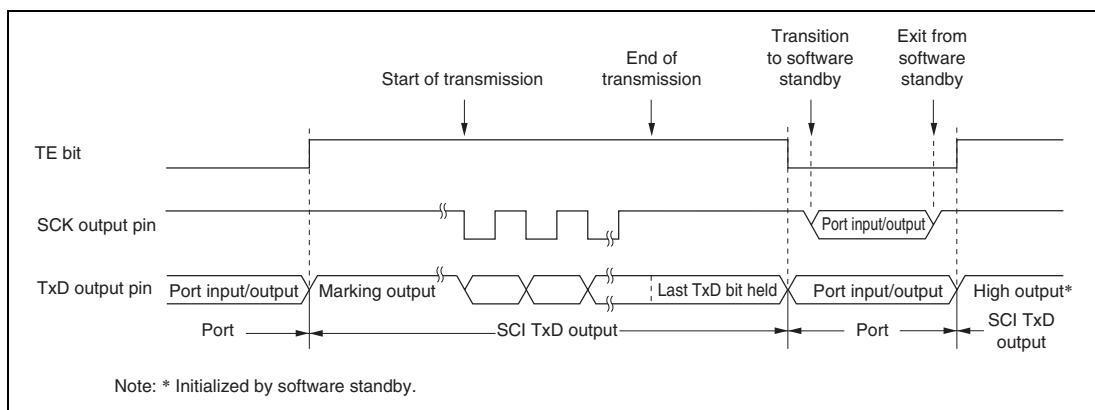 Transition
to software
standby
Exit from
software
standby
End of
transmission
Start of transmission
TE bit
SCK output pin
Port input/output
TxD output pin
Port input/output
Marking output
Last TxD bit held
Port input/output
High output*
Port
SCI TxD output
Port
SCI TxD
output
Note: * Initialized by software standby.